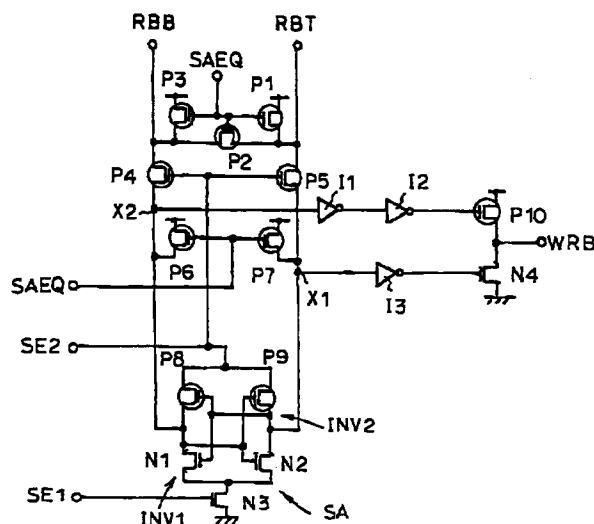 RBB RBT
SAEQ
P3 P1
P2
P4 P5 I1 I2
X2 P10
WRB
P6 P7 N4
SAEQ X1 I3
SE2
P8 P9
INV2
N1 N2
SE1 N3 SA
INV1